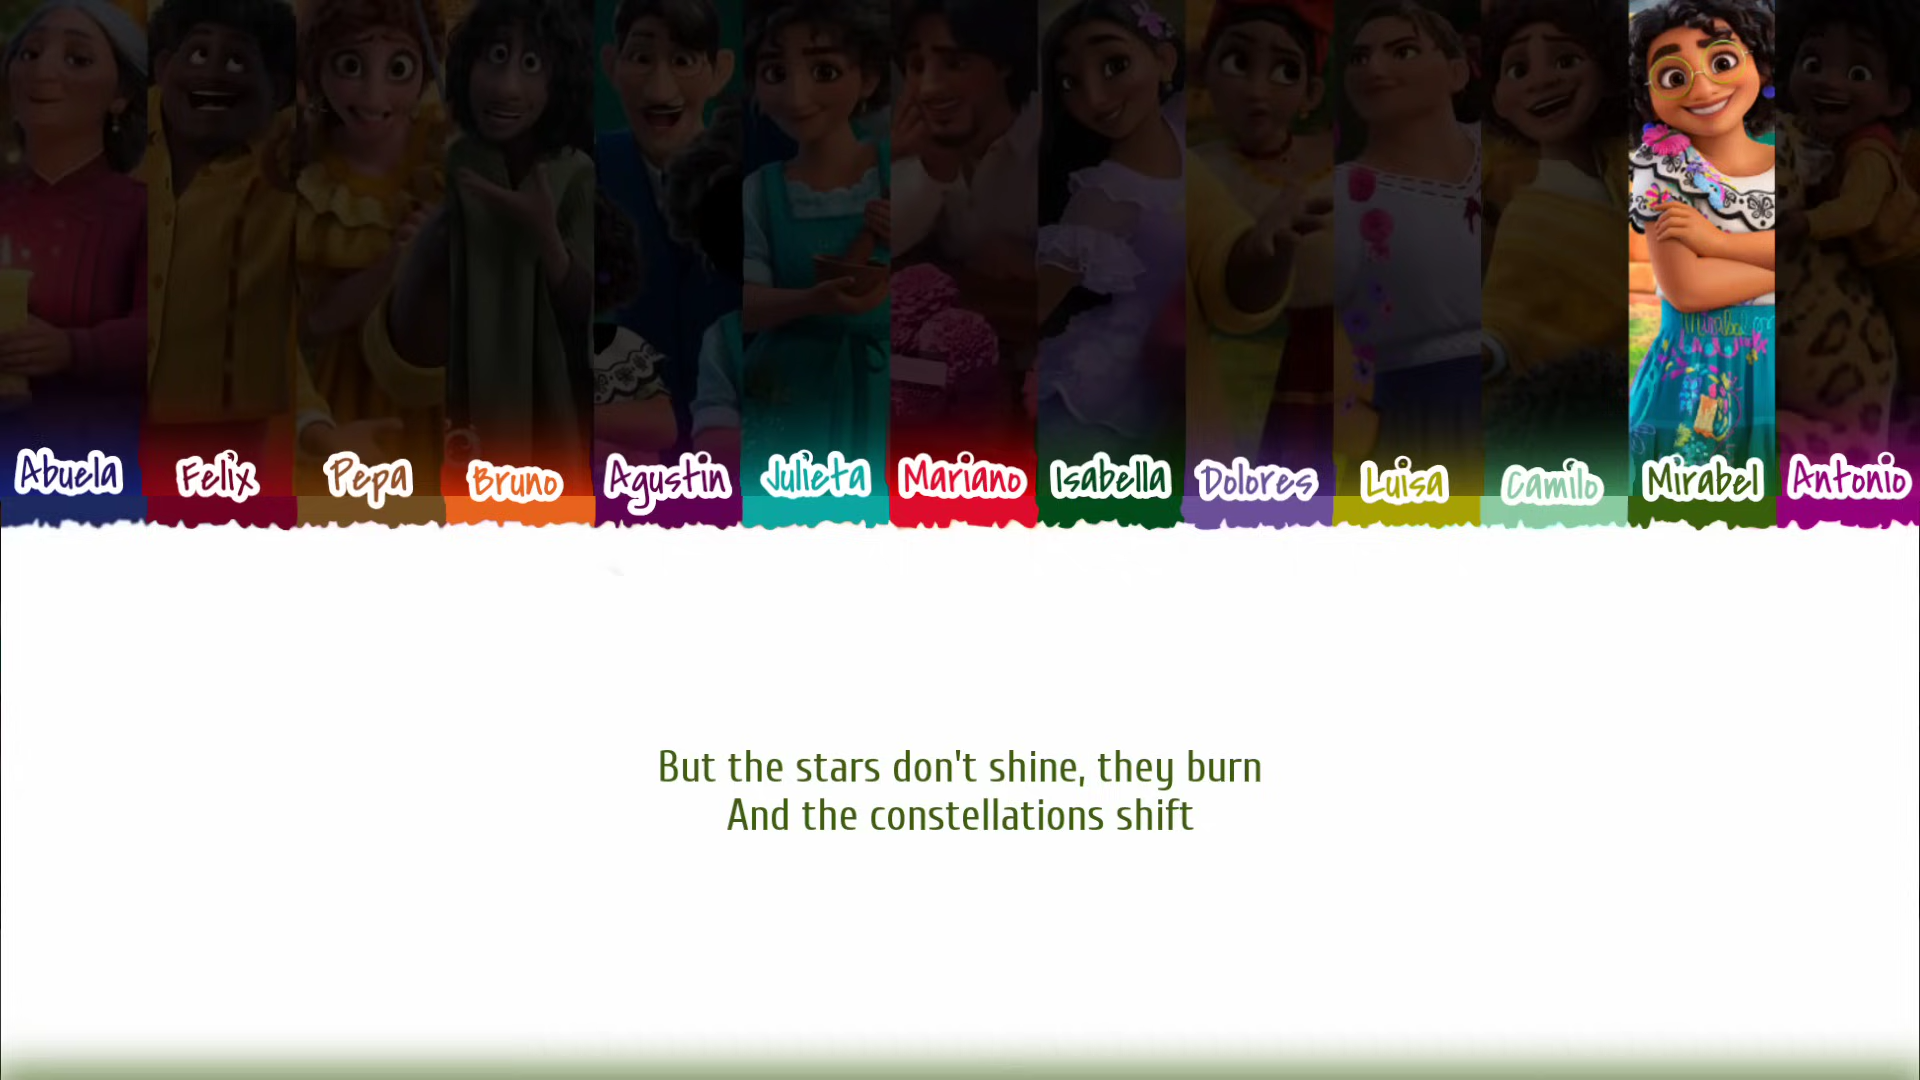 Abuela Felix Pepa Bruno Agustin Julieta Mariano Isabella Dolores Luisa Camilo Mirabel Antonio
But the stars don't shine, they burn
And the constellations shift